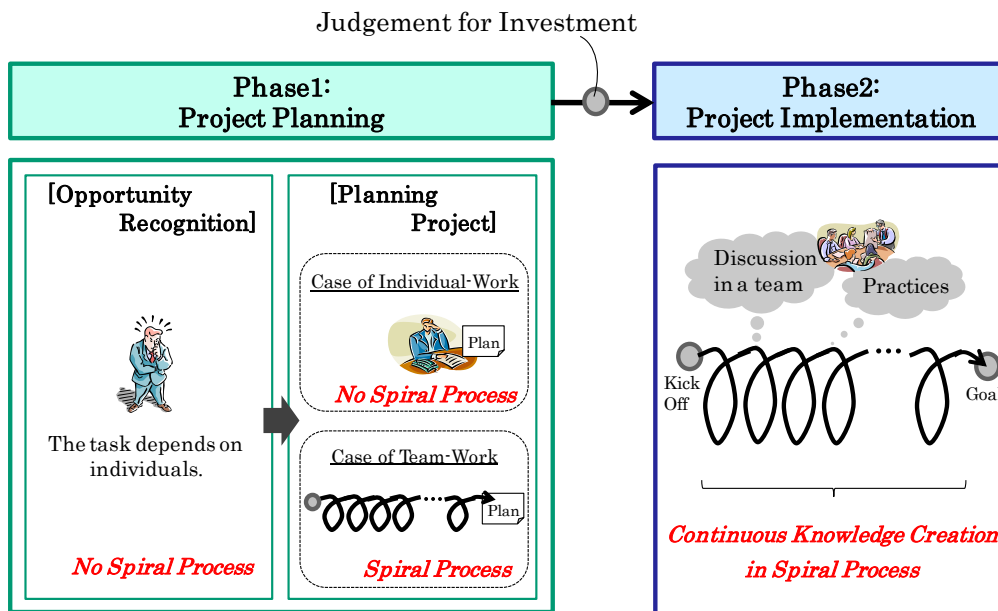 Judgement for Investment
Phase1:
Project Planning
Phase2:
Project Implementation
[Opportunity
Recognition]
The task depends on
individuals.
No Spiral Process
[Planning
Project]
Case of Individual-Work
Plan
No Spiral Process
Case of Team-Work
Plan
Spiral Process
Discussion
in a team
Practices
Kick
Off
Goa
Continuous Knowledge Creation
in Spiral Process